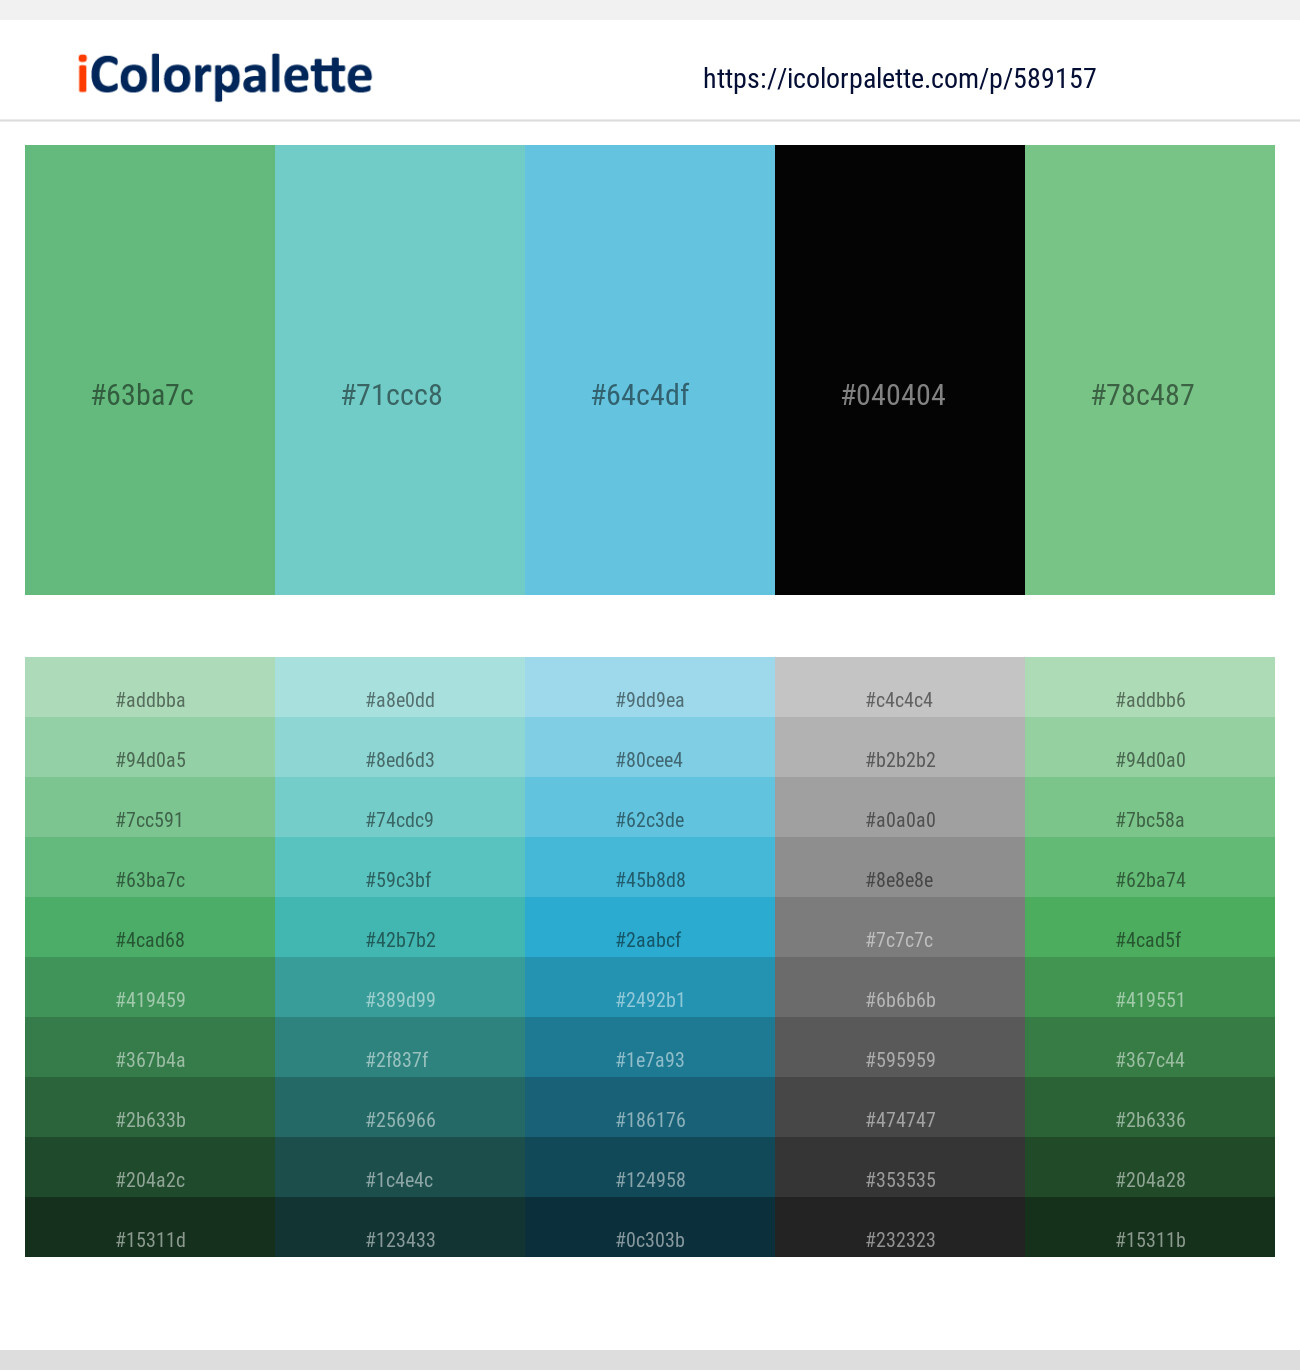 iColorpalette
https://icolorpalette.com/p/589157
#63ba7c #71ccc8 #64c4df #040404 #78c487
#addbba #a8e0dd #9dd9ea #c4c4c4 #addbb6
#94d0a5 #8ed6d3 #80cee4 #b2b2b2 #94d0a0
#7cc591 #74cdc9 #62c3de #a0a0a0 #7bc58a
#63ba7c #59c3bf #45b8d8 #8e8e8e #62ba74
#4cad68 #42b7b2 #2aabcf #7c7c7c #4cad5f
#419459 #389d99 #2492b1 #6b6b6b #419551
#367b4a #2f837f #1e7a93 #595959 #367c44
#2b633b #256966 #186176 #474747 #2b6336
#204a2c #1c4e4c #124958 #353535 #204a28
#15311d #123433 #0c303b #232323 #15311b